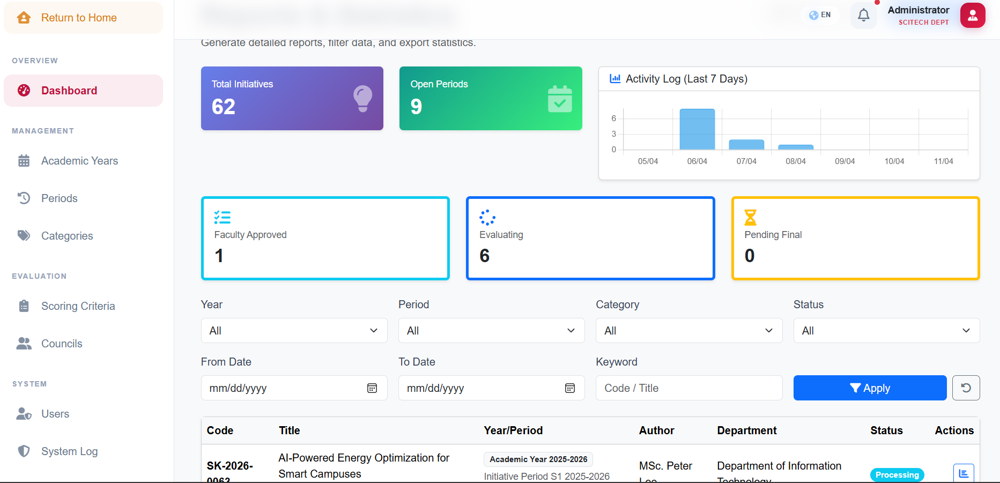 Return to Home
OVERVIEW
Dashboard
MANAGEMENT
Academic Years
Periods
Categories
EVALUATION
Scoring Criteria
Councils
SYSTEM
Users
System Log
EN
Administrator
SCITECH DEPT
Generate detailed reports, filter data, and export statistics.
Total Initiatives
62
Open Periods
9
Activity Log (Last 7 Days)
6
3
0
05/04 06/04 07/04 08/04 09/04 10/04 11/04
Faculty Approved
1
Evaluating
6
Pending Final
0
Year Period Category Status
All All All All
From Date To Date Keyword
mm/dd/yyyy mm/dd/yyyy Code / Title Apply
Code Title Year/Period Author Department Status Actions
SK-2026-
0063
AI-Powered Energy Optimization for
Smart Campuses
Academic Year 2025-2026
Initiative Period S1 2025-2026
MSc. Peter
Lee
Department of Information
Technology
Processing